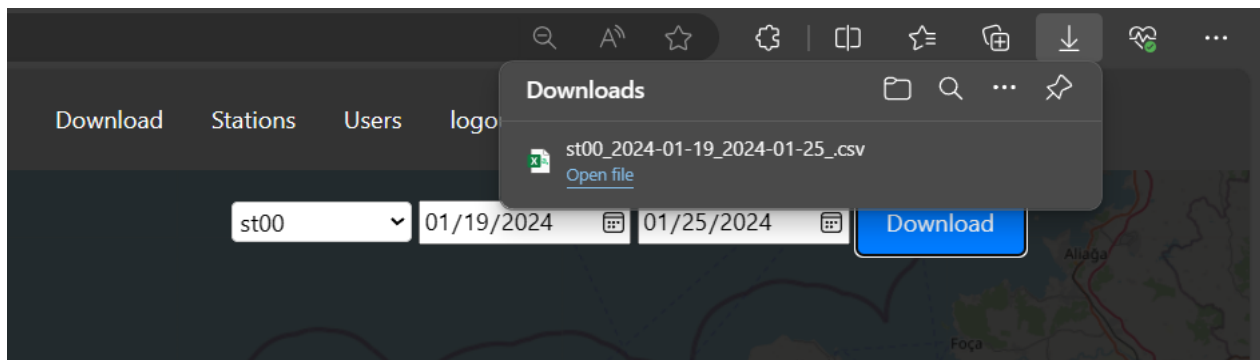 Downloads
Download Stations Users logo
st00_2024-01-19_2024-01-25_.csv
Open file
st00 01/19/2024 01/25/2024 Download
Aliağa
Foça